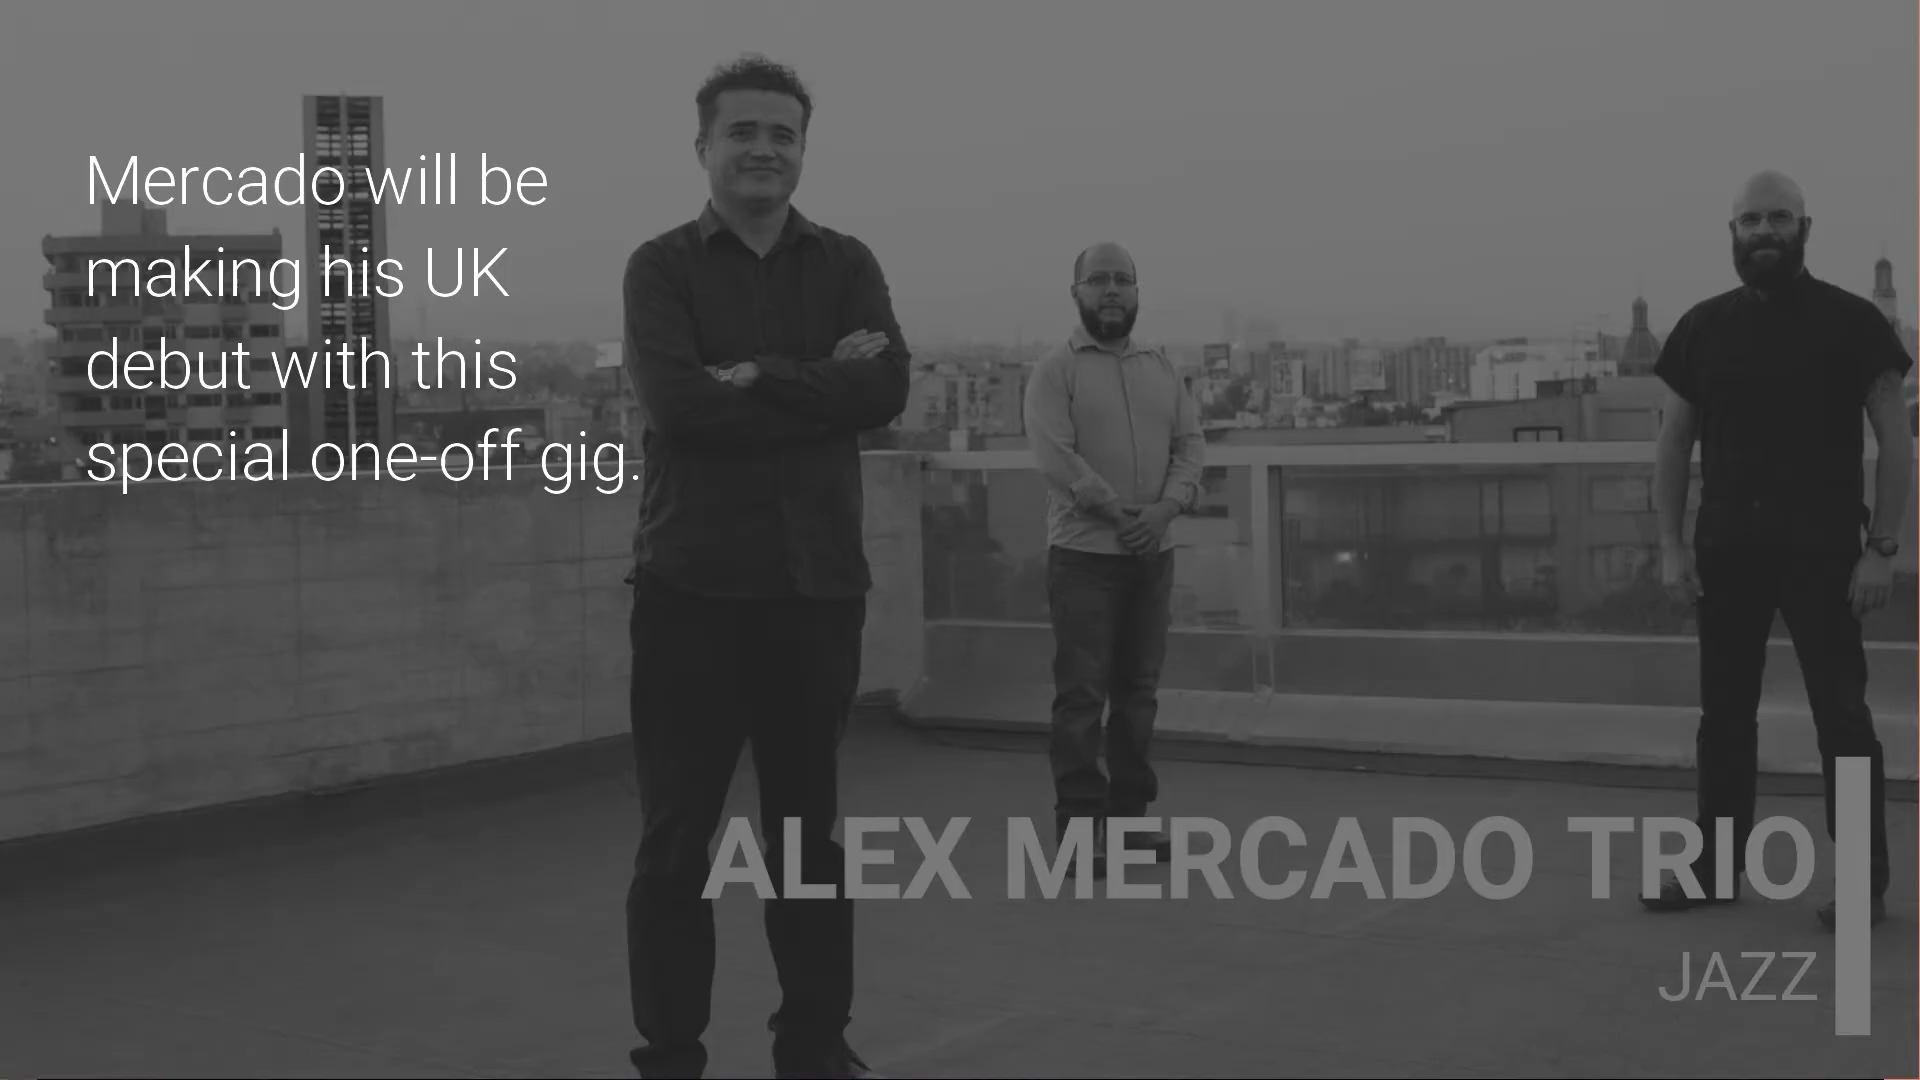 Mercado will be
making his UK
debut with this
special one-off gig.
ALEX MERCADO TRIO
JAZZ